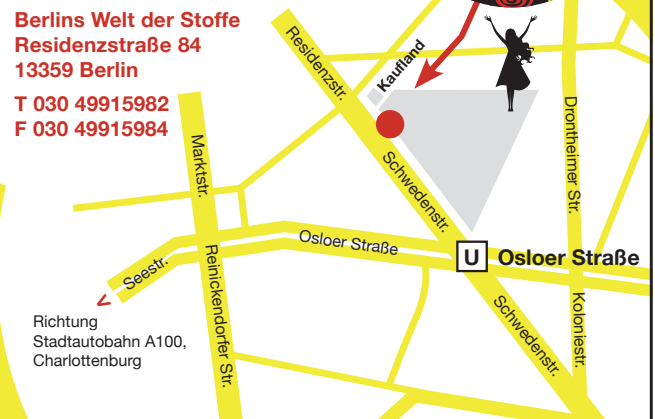 Berlins Welt der Stoffe
Residenzstraße 84
13359 Berlin
T 030 49915982
F 030 49915984
Residenzstr.
Kaufland
Drontheimer Str.
Marktstr.
Schwedenstr.
Osloer Straße
U Osloer Straße
Seestr.
Reinickendorfer Str.
Richtung
Stadtautobahn A100,
Charlottenburg
Schwedenstr.
Koloniestr.